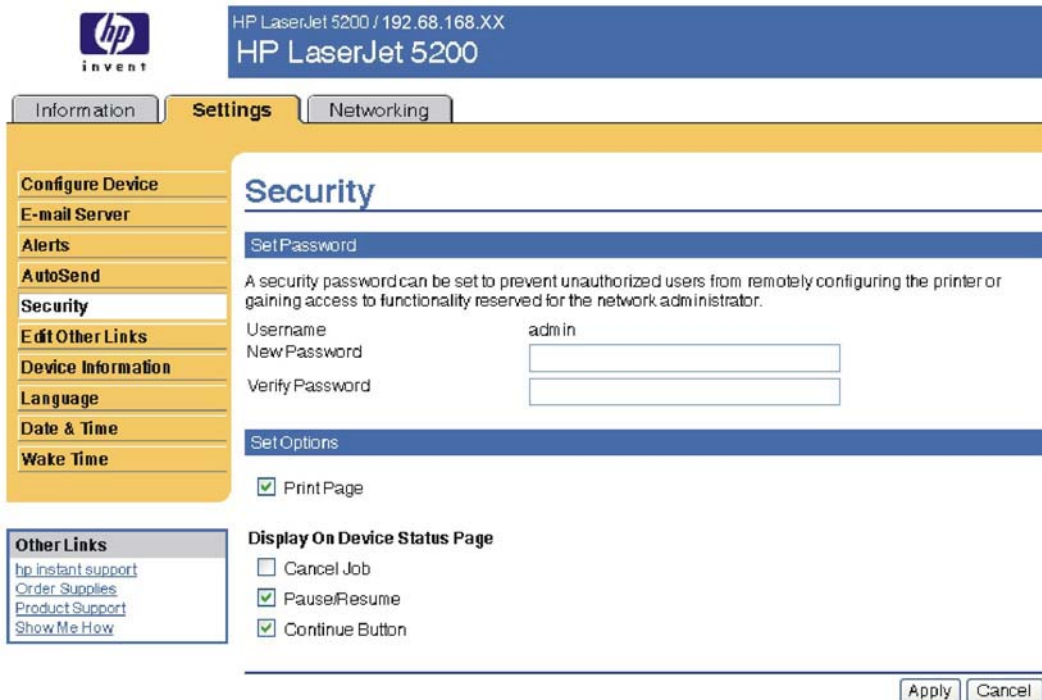 hp
invent
HP LaserJet 5200 / 192.68.168.XX
HP LaserJet 5200
Information
Settings
Networking
Configure Device
E-mail Server
Alerts
AutoSend
Security
Edit Other Links
Device Information
Language
Date & Time
Wake Time
Other Links
hp instant support
Order Supplies
Product Support
Show Me How
Security
Set Password
A security password can be set to prevent unauthorized users from remotely configuring the printer or
gaining access to functionality reserved for the network administrator.
Username admin
New Password
Verify Password
Set Options
Print Page
Display On Device Status Page
Cancel Job
Pause/Resume
Continue Button
Apply Cancel